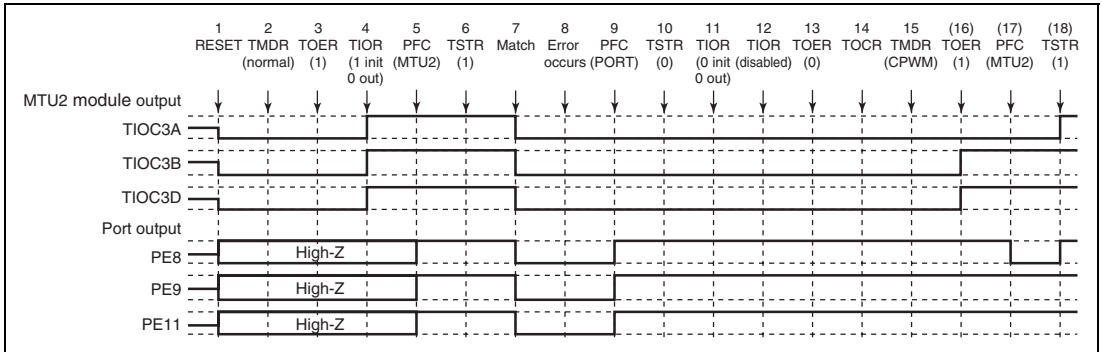 1 2 3 4 5 6 7 8 9 10 11 12 13 14 15 (16) (17) (18)
RESET TMDR TOER TIOR PFC TSTR Match Error PFC TSTR TIOR TIOR TOER TOCR TMDR TOER PFC TSTR
(normal) (1) (1 init (MTU2) (1) occurs (PORT) (0) (0 init (disabled) (0) (CPWM) (1) (MTU2) (1)
0 out) 0 out)
MTU2 module output
TIOC3A
TIOC3B
TIOC3D
Port output
PE8 High-Z
PE9 High-Z
PE11 High-Z